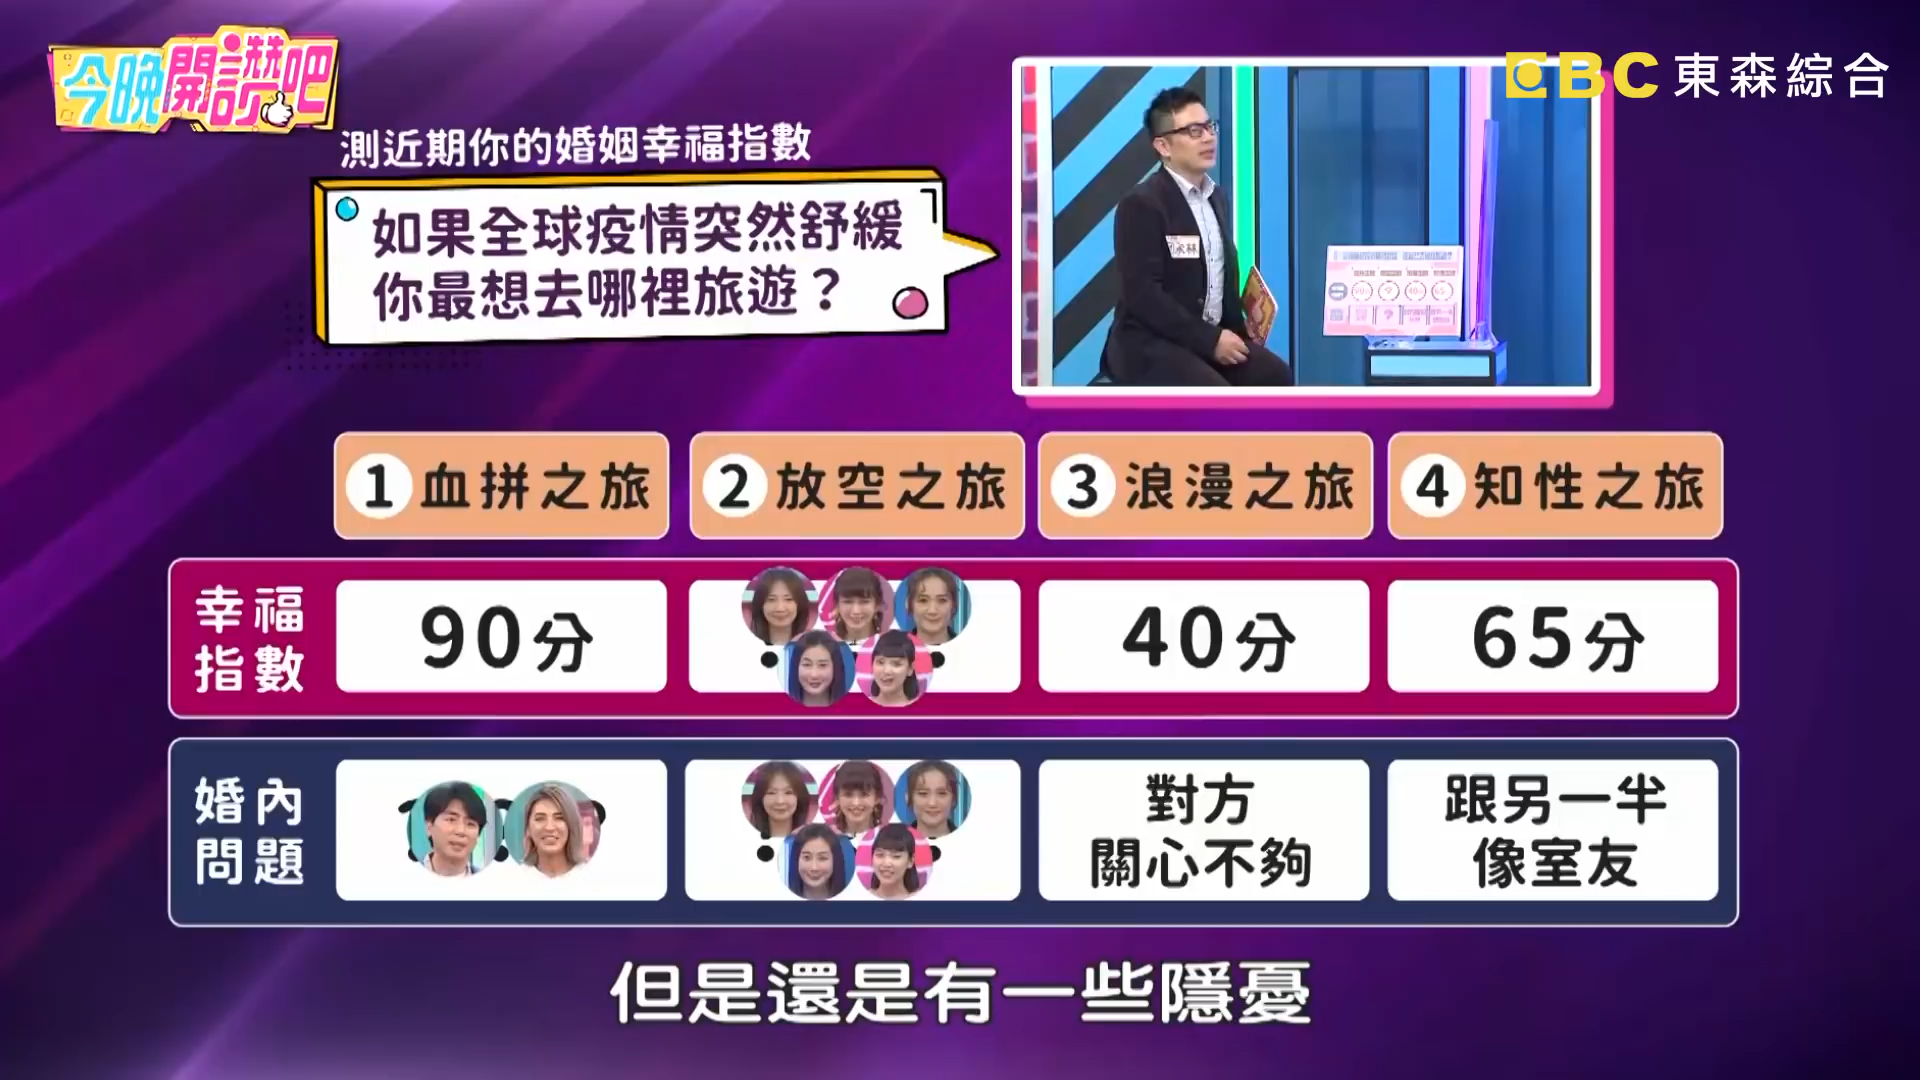 今晚開讚吧
EBC 東森綜合
測近期你的婚姻幸福指數
如果全球疫情突然舒緩
你最想去哪裡旅遊？
1 血拼之旅
2 放空之旅
3 浪漫之旅
4 知性之旅
幸福
指數
90分
40分
65分
婚內
問題
對方
關心不夠
跟另一半
像室友
但是還是有一些隱憂